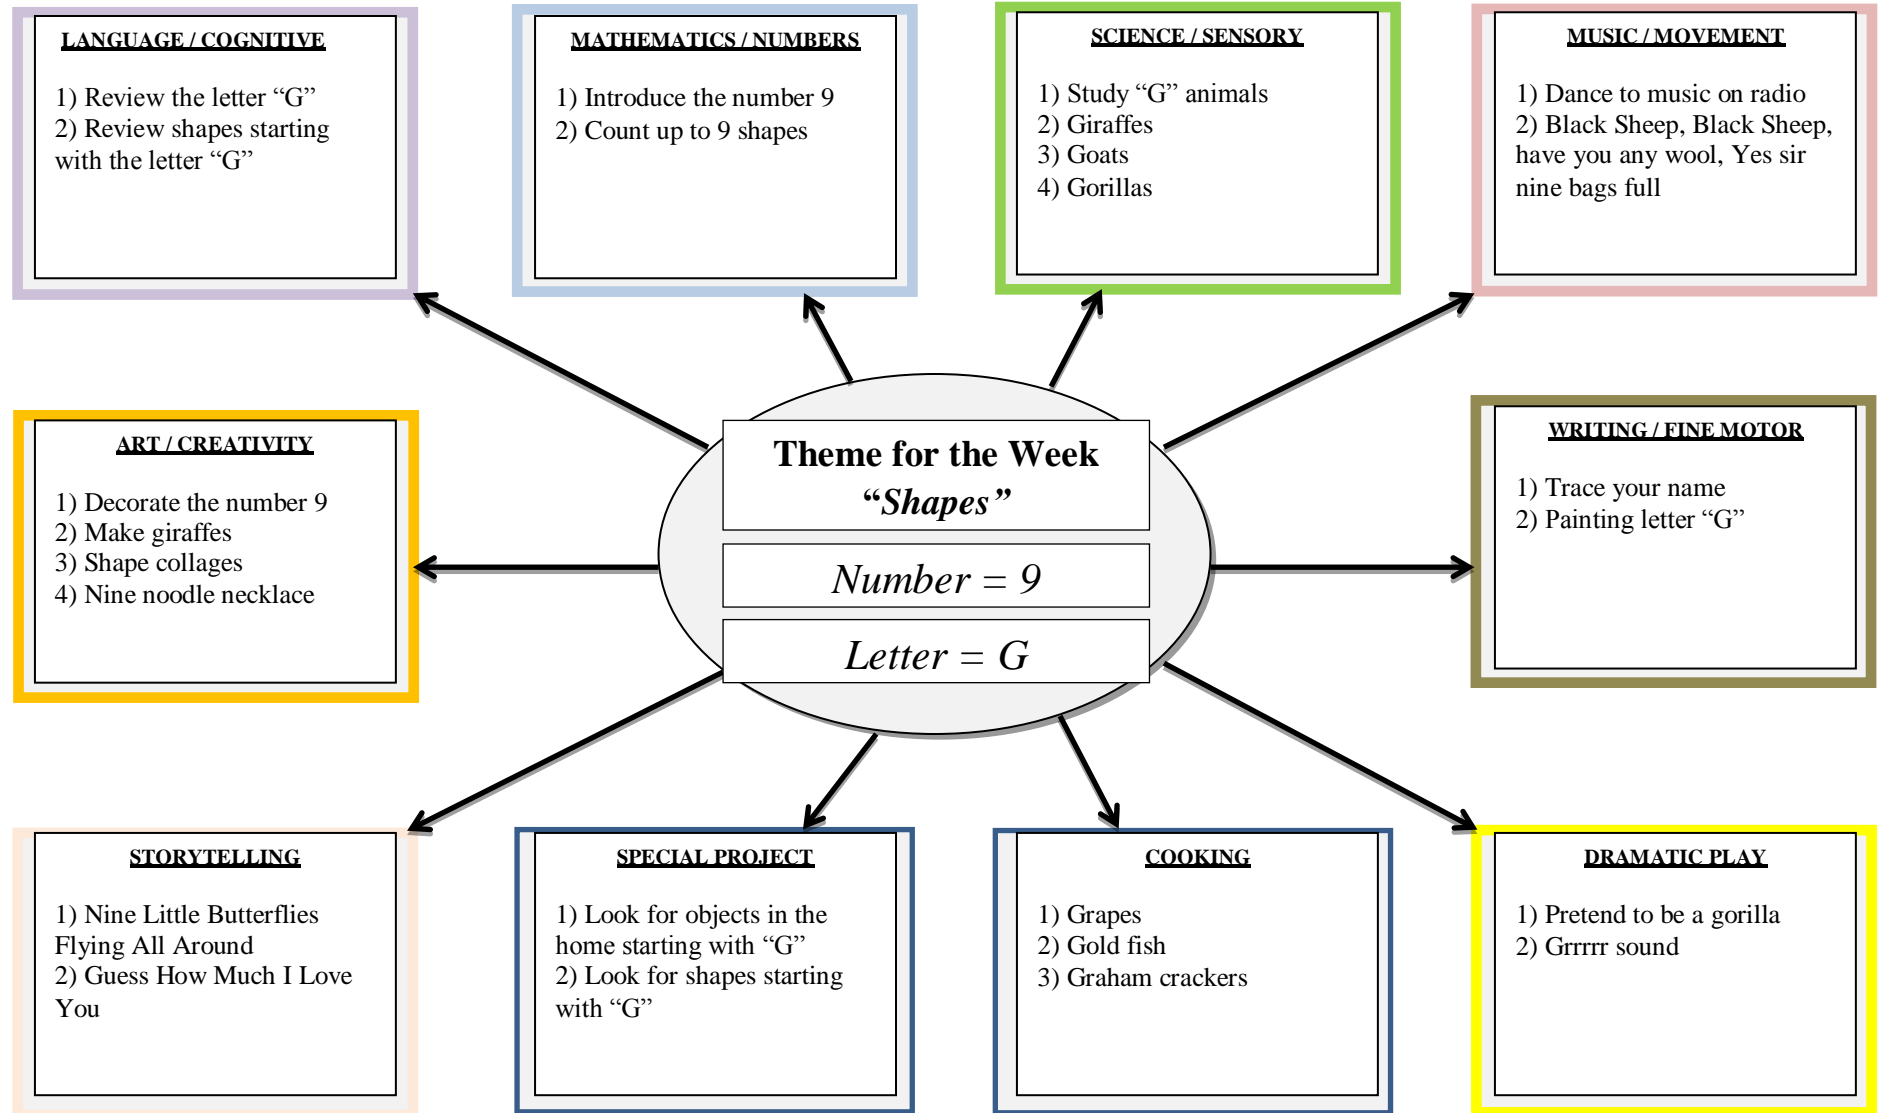 LANGUAGE / COGNITIVE
1) Review the letter “G”
2) Review shapes starting
with the letter “G”
MATHEMATICS / NUMBERS
1) Introduce the number 9
2) Count up to 9 shapes
SCIENCE / SENSORY
1) Study “G” animals
2) Giraffes
3) Goats
4) Gorillas
MUSIC / MOVEMENT
1) Dance to music on radio
2) Black Sheep, Black Sheep,
have you any wool, Yes sir
nine bags full
ART / CREATIVITY
1) Decorate the number 9
2) Make giraffes
3) Shape collages
4) Nine noodle necklace
Theme for the Week
“Shapes”
Number = 9
Letter = G
WRITING / FINE MOTOR
1) Trace your name
2) Painting letter “G”
STORYTELLING
1) Nine Little Butterflies
Flying All Around
2) Guess How Much I Love
You
SPECIAL PROJECT
1) Look for objects in the
home starting with “G”
2) Look for shapes starting
with “G”
COOKING
1) Grapes
2) Gold fish
3) Graham crackers
DRAMATIC PLAY
1) Pretend to be a gorilla
2) Grrrrr sound